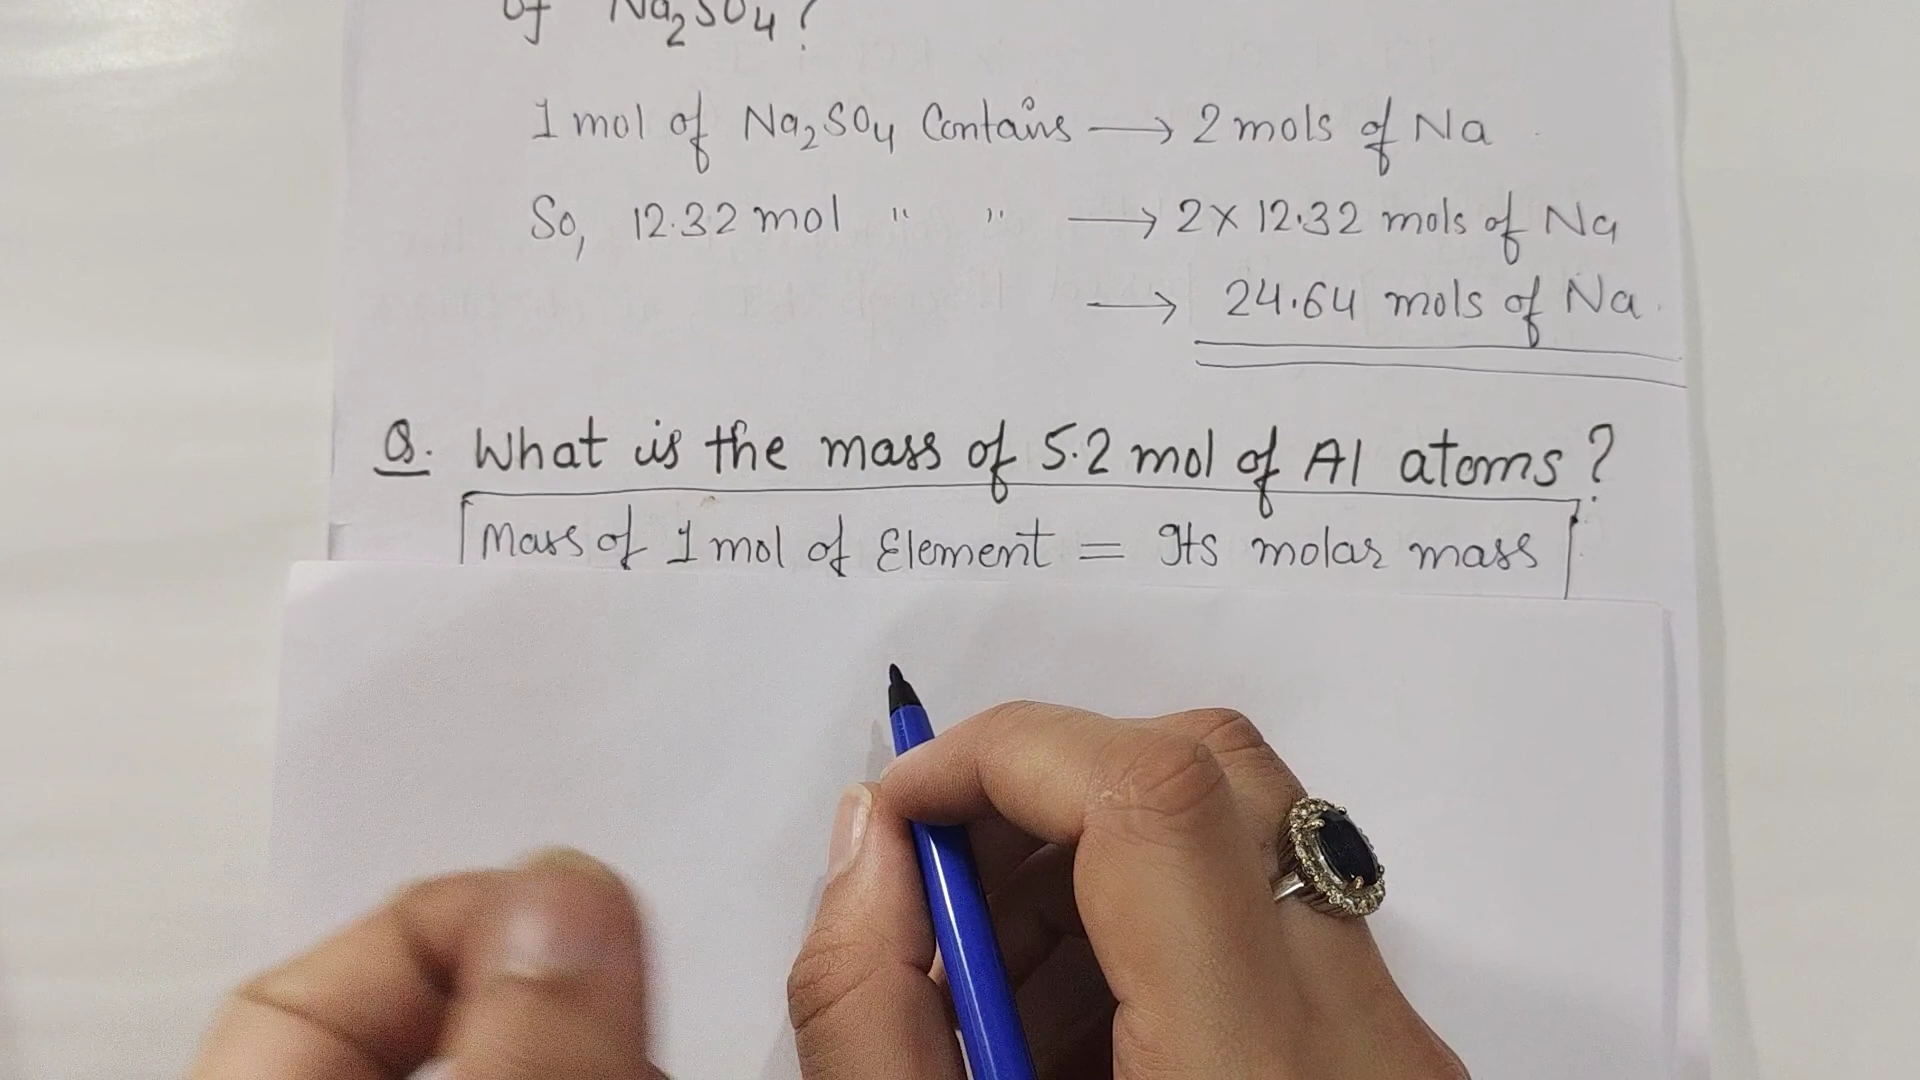 of Na₂SO₄?
1 mol of Na₂SO₄ Contains → 2 mols of Na
So, 12.32 mol " " → 2 × 12.32 mols of Na
→ 24.64 mols of Na.
Q. What is the mass of 5.2 mol of Al atoms?
Mass of 1 mol of Element = Its molar mass